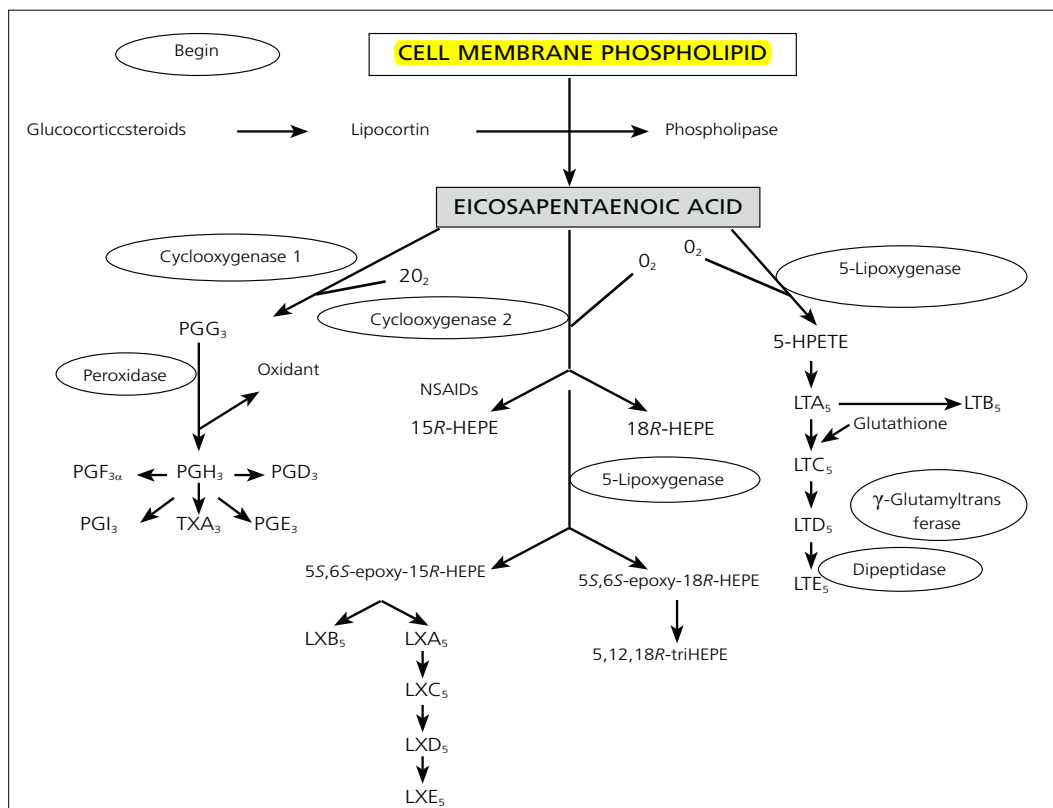 Begin
CELL MEMBRANE PHOSPHOLIPID
Glucocorticcsteroids
Lipocortin
Phospholipase
EICOSAPENTAENOIC ACID
Cyclooxygenase 1
2O₂
O₂
O₂
5-Lipoxygenase
Cyclooxygenase 2
PGG₃
5-HPETE
Peroxidase
Oxidant
NSAIDs
15R-HEPE
18R-HEPE
LTA₅
LTB₅
Glutathione
LTC₅
PGF₃α
PGH₃
PGD₃
5-Lipoxygenase
PGI₃
TXA₃
PGE₃
γ-Glutamyltrans
ferase
LTD₅
5S,6S-epoxy-15R-HEPE
5S,6S-epoxy-18R-HEPE
Dipeptidase
LTE₅
LXB₅
LXA₅
5,12,18R-triHEPE
LXC₅
LXD₅
LXE₅